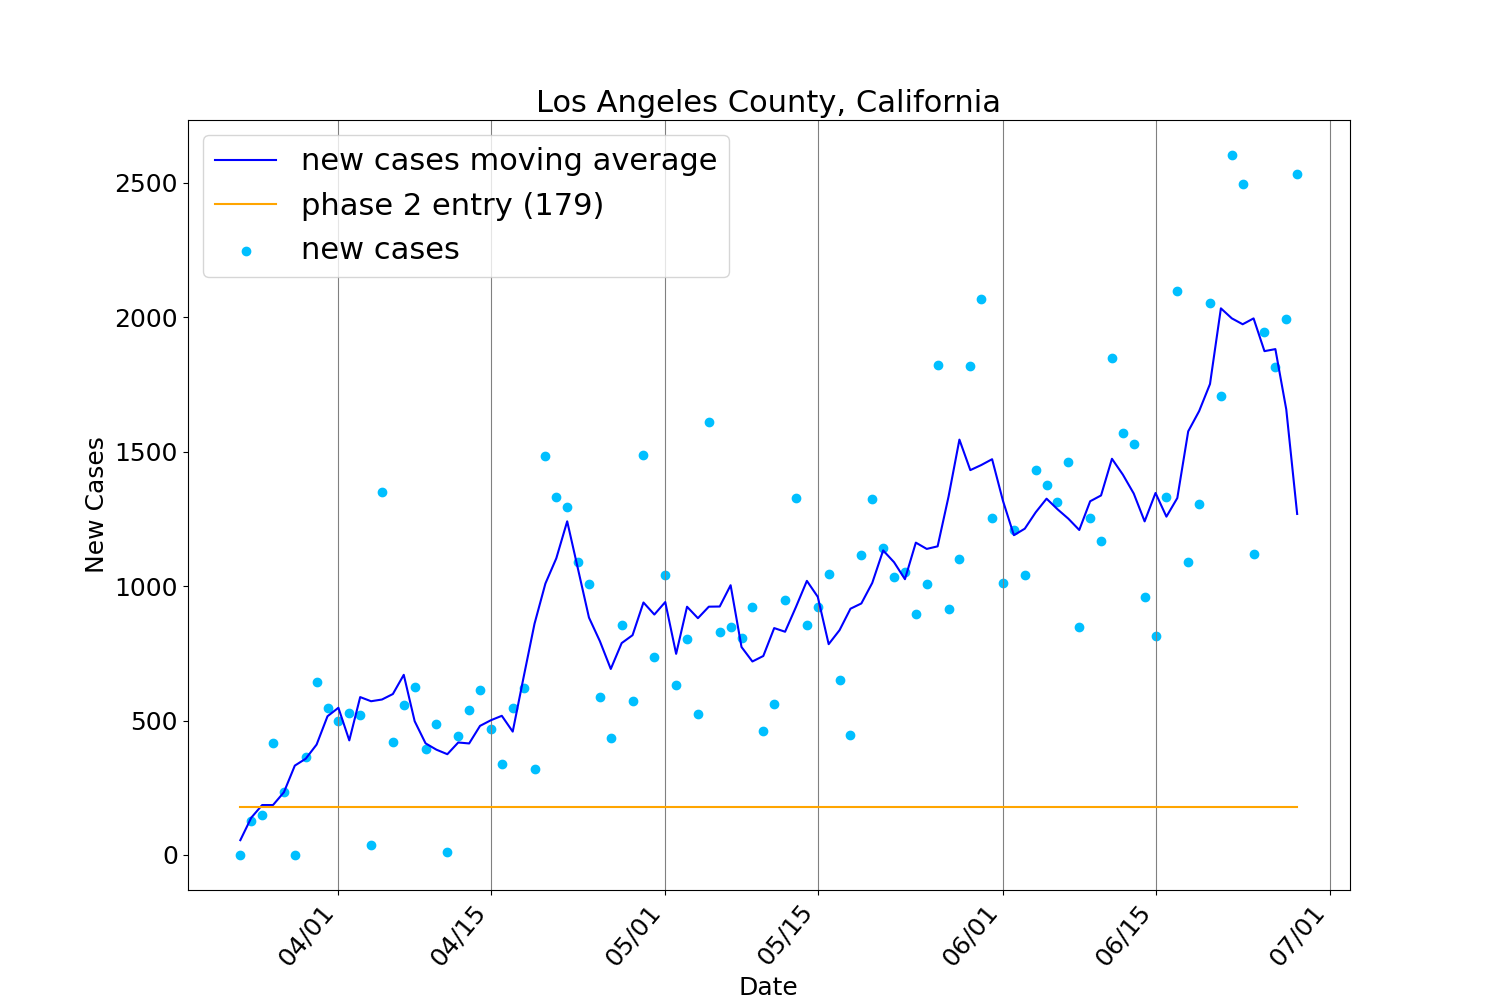 Los Angeles County, California
new cases moving average
phase 2 entry (179)
new cases
New Cases
2500
2000
1500
1000
500
0
04/01
04/15
05/01
05/15
06/01
06/15
07/01
Date